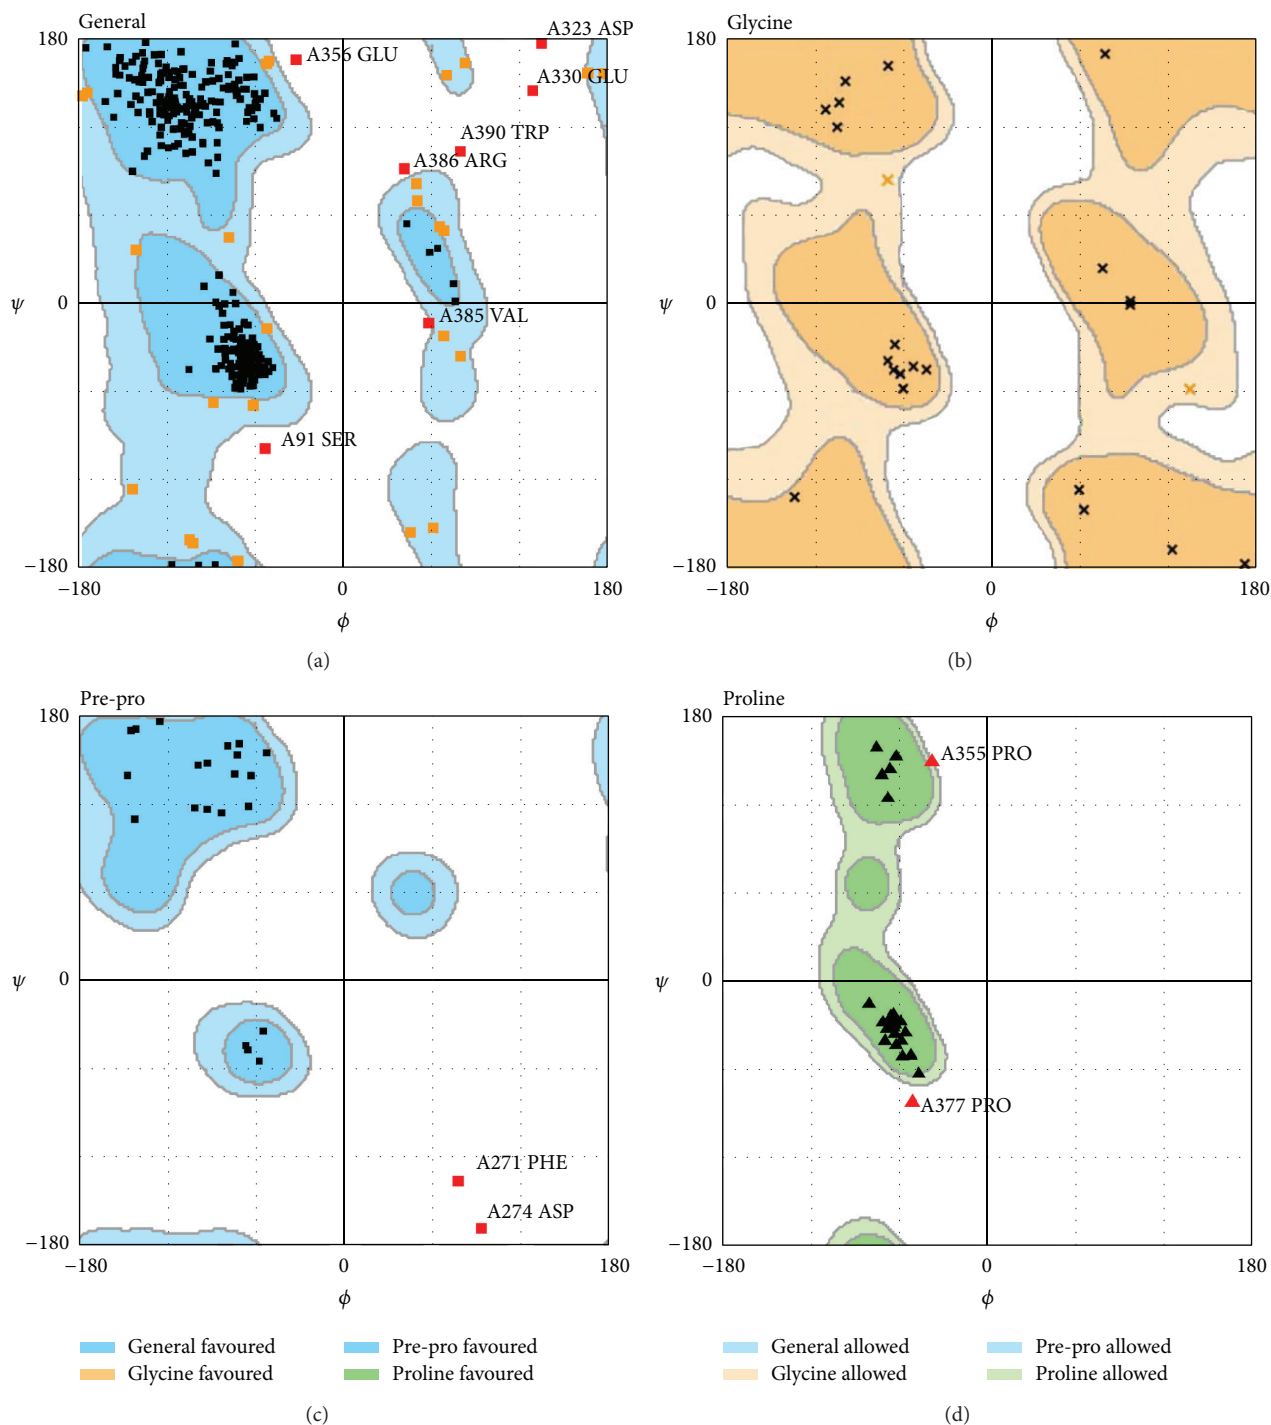 General
180
0
−180
ψ
−180
0
180
ϕ
A323 ASP
A356 GLU
A330 GLU
A390 TRP
A386 ARG
A385 VAL
A91 SER
(a)
Glycine
180
0
−180
ψ
−180
0
180
ϕ
(b)
Pre-pro
180
0
−180
ψ
−180
0
180
ϕ
A271 PHE
A274 ASP
Proline
180
0
−180
ψ
−180
0
180
ϕ
A355 PRO
A377 PRO
General favoured
Glycine favoured
Pre-pro favoured
Proline favoured
(c)
General allowed
Glycine allowed
Pre-pro allowed
Proline allowed
(d)